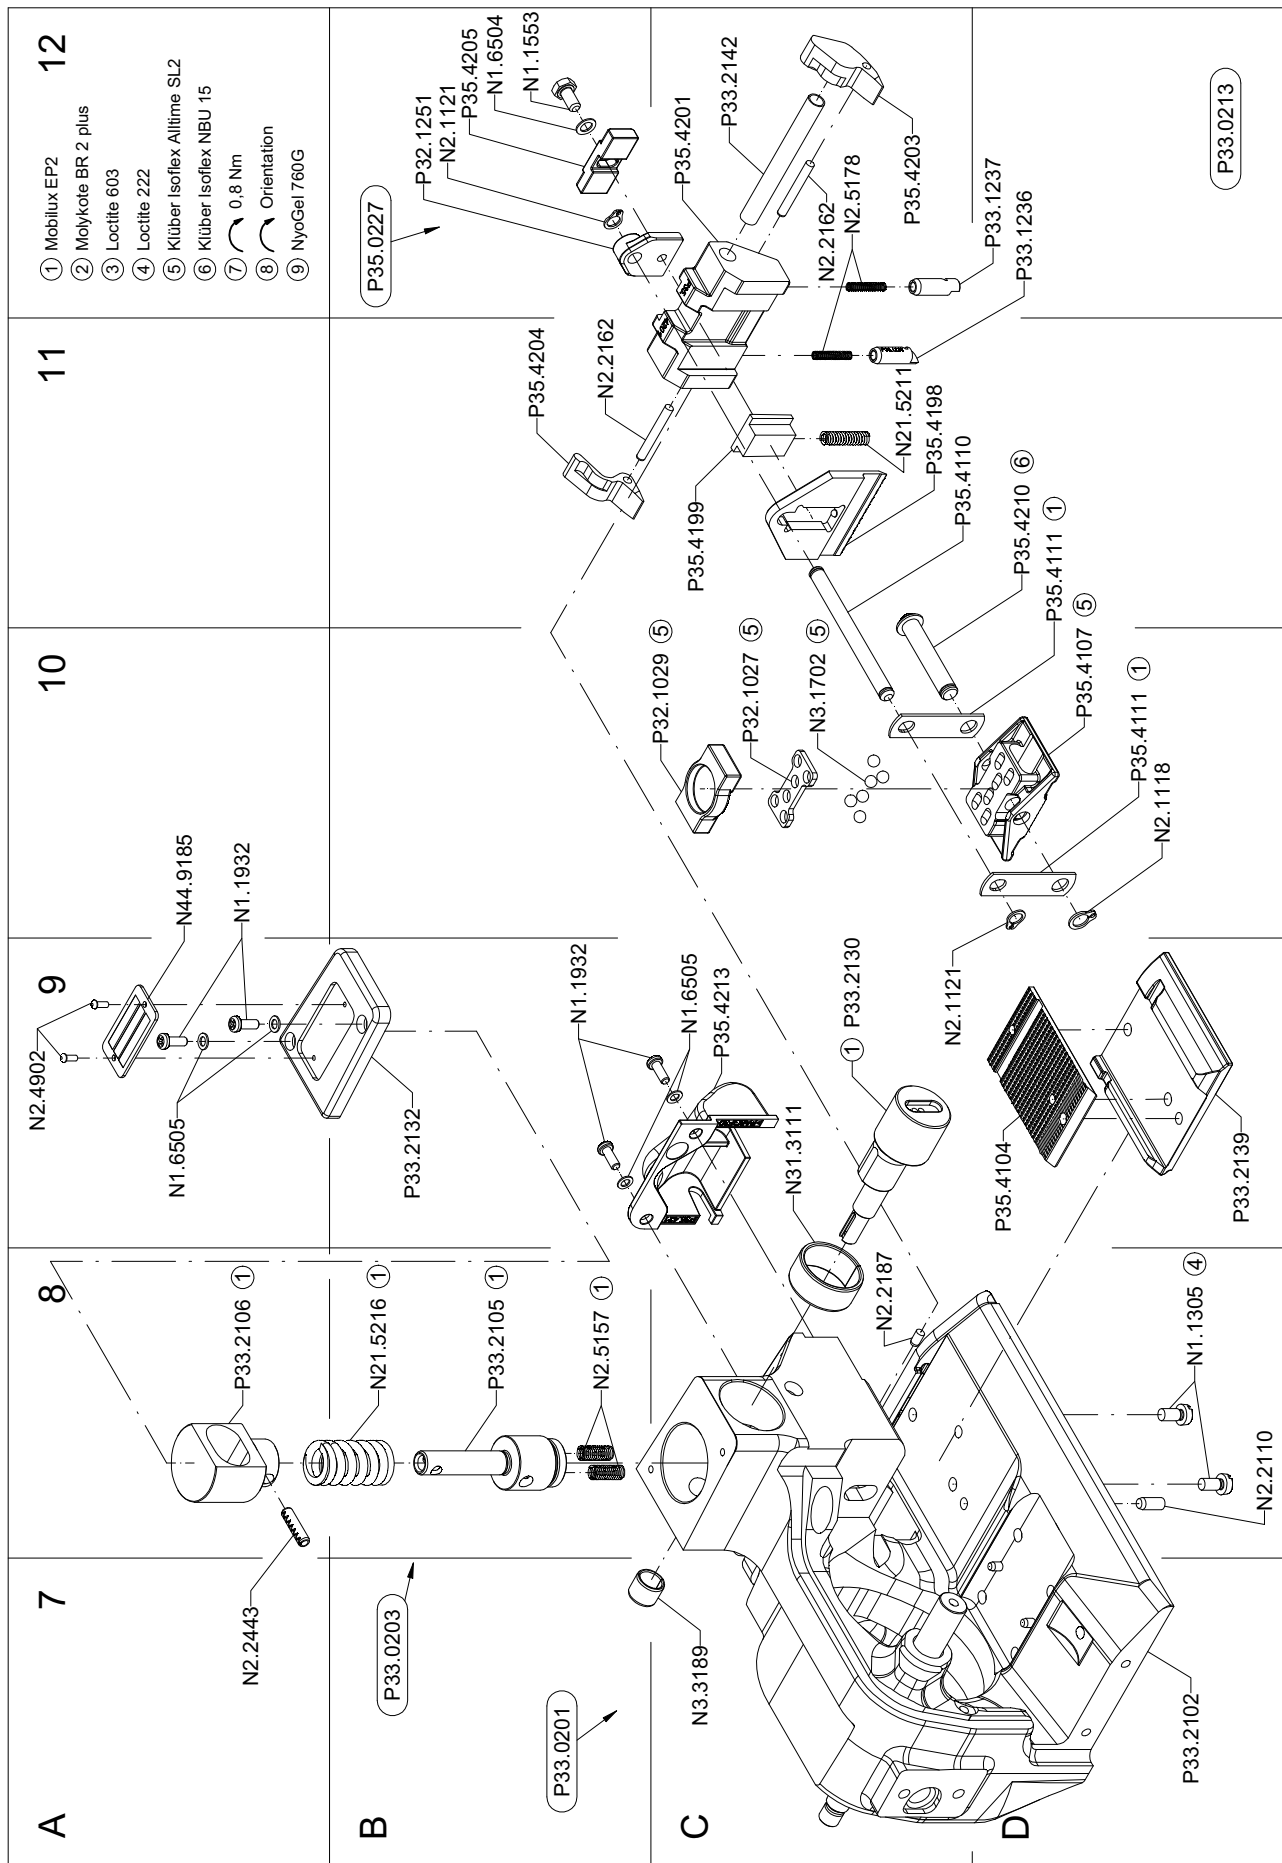 A
B
C
D
7
8
9
10
11
12
① Mobilux EP2
② Molykote BR 2 plus
③ Loctite 603
④ Loctite 222
⑤ Klüber Isoflex Alltime SL2
⑥ Klüber Isoflex NBU 15
⑦ 0,8 Nm
⑧ Orientation
⑨ NyoGel 760G
N2.2443
P33.0203
P33.0201
N3.3189
P33.2102
P33.2106 ①
N21.5216 ①
P33.2105 ①
N2.5157 ①
N2.2187
N1.1305 ④
N2.2110
N2.4902
N44.9185
N1.1932
N1.6505
P33.2132
N1.1932
N1.6505
P35.4213
N31.3111
① P33.2130
P35.4104
P33.2139
P32.1029 ⑤
P32.1027 ⑤
N3.1702 ⑤
N2.1121
N2.1118
P35.4111 ①
P35.4107 ⑤
P35.4111 ①
P35.4210 ⑥
P35.4110
P35.4198
N21.5211
P35.4199
P35.4204
N2.2162
P35.0227
P32.1251
N2.1121
P35.4205
N1.6504
N1.1553
P35.4201
P33.2142
P35.4203
N2.2162
N2.5178
P33.1237
P33.1236
P33.0213